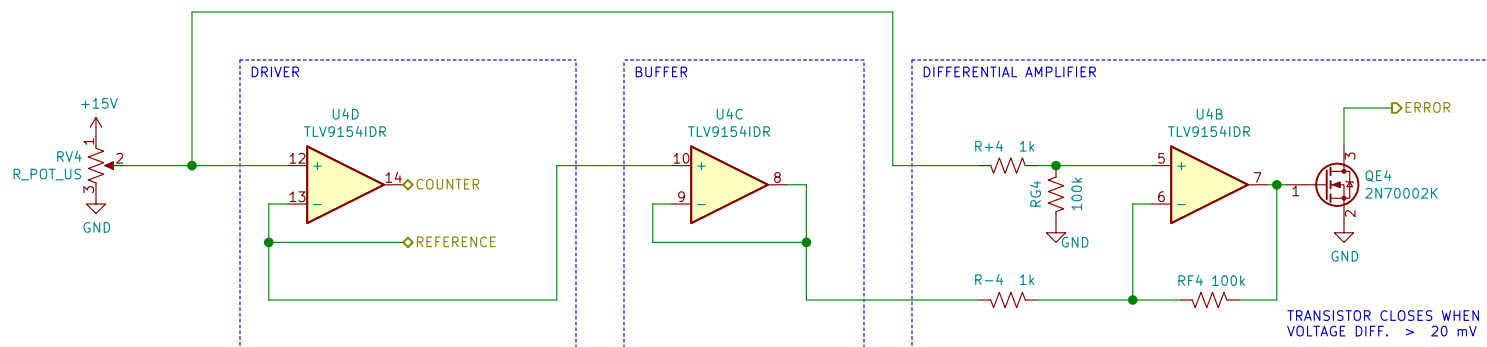 DRIVER
BUFFER
DIFFERENTIAL AMPLIFIER
+15V
1
RV4
R_POT_US
2
3
GND
U4D
TLV9154IDR
12
+
13
-
14
COUNTER
REFERENCE
U4C
TLV9154IDR
10
+
9
-
8
R+4 1k
RG4
100k
GND
R-4 1k
U4B
TLV9154IDR
5
+
6
-
7
RF4 100k
ERROR
3
1
QE4
2N70002K
2
GND
TRANSISTOR CLOSES WHEN
VOLTAGE DIFF. > 20 mV